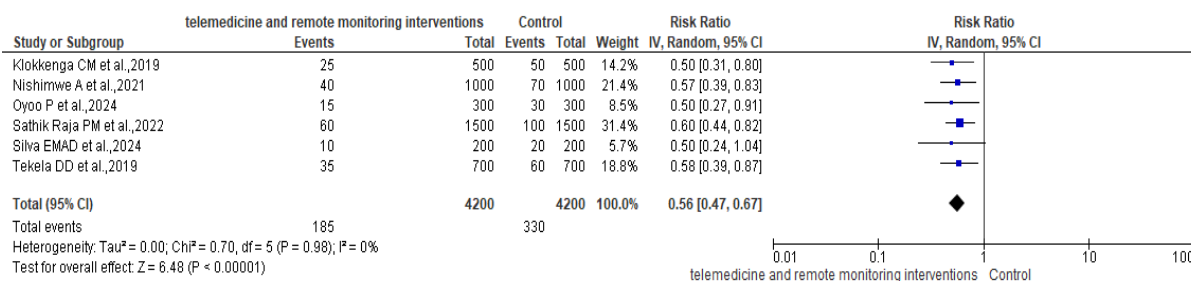 telemedicine and remote monitoring interventions Control Risk Ratio Risk Ratio
Study or Subgroup Events Total Events Total Weight IV, Random, 95% CI IV, Random, 95% CI
Klokkenga CM et al.,2019 25 500 50 500 14.2% 0.50 [0.31, 0.80]
Nishimwe A et al.,2021 40 1000 70 1000 21.4% 0.57 [0.39, 0.83]
Oyoo P et al.,2024 15 300 30 300 8.5% 0.50 [0.27, 0.91]
Sathik Raja PM et al.,2022 60 1500 100 1500 31.4% 0.60 [0.44, 0.82]
Silva EMAD et al.,2024 10 200 20 200 5.7% 0.50 [0.24, 1.04]
Tekela DD et al.,2019 35 700 60 700 18.8% 0.58 [0.39, 0.87]
Total (95% CI) 4200 4200 100.0% 0.56 [0.47, 0.67]
Total events 185 330
Heterogeneity: Tau² = 0.00; Chi² = 0.70, df = 5 (P = 0.98); I² = 0%
Test for overall effect: Z = 6.48 (P < 0.00001)
0.01 0.1 1 10 100
telemedicine and remote monitoring interventions Control